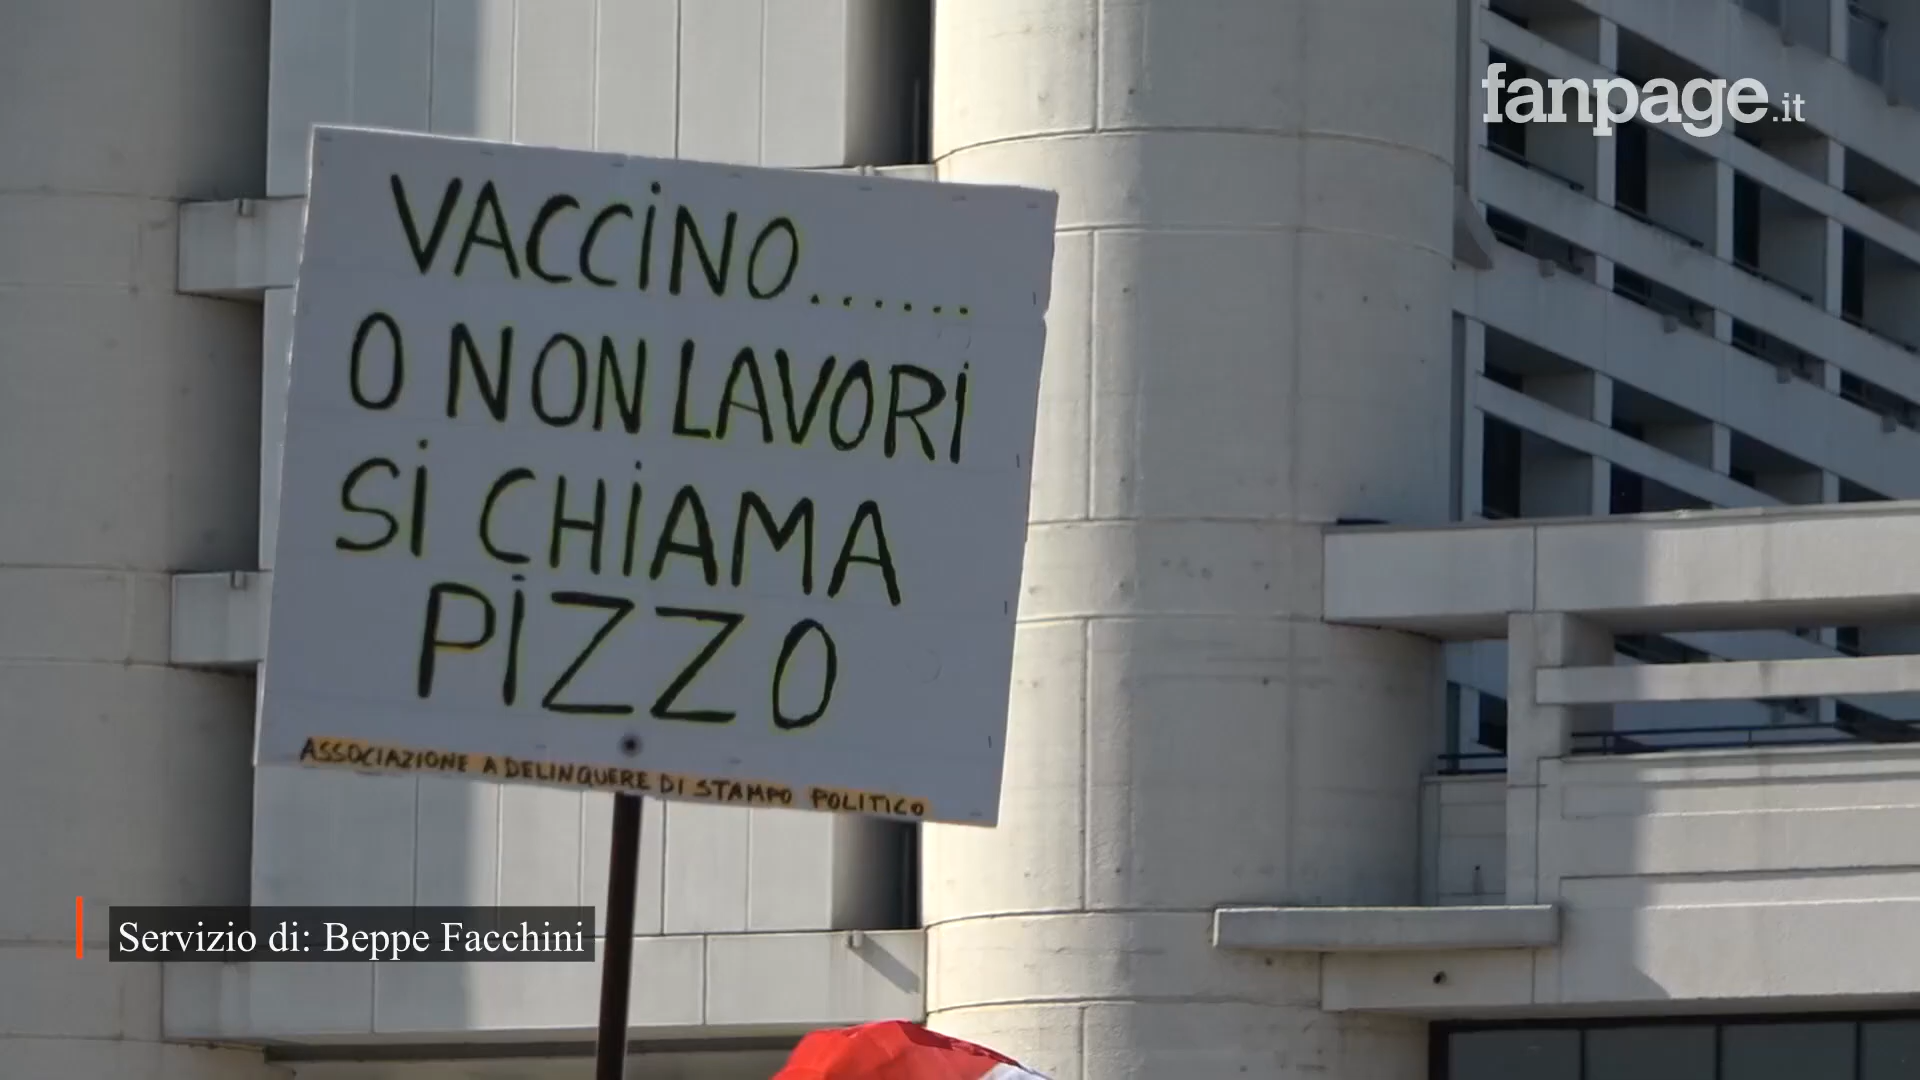 fanpage.it
VACCINO......
O NON LAVORI
SI CHIAMA
PIZZO
ASSOCIAZIONE A DELINQUERE DI STAMPO POLITICO
Servizio di: Beppe Facchini